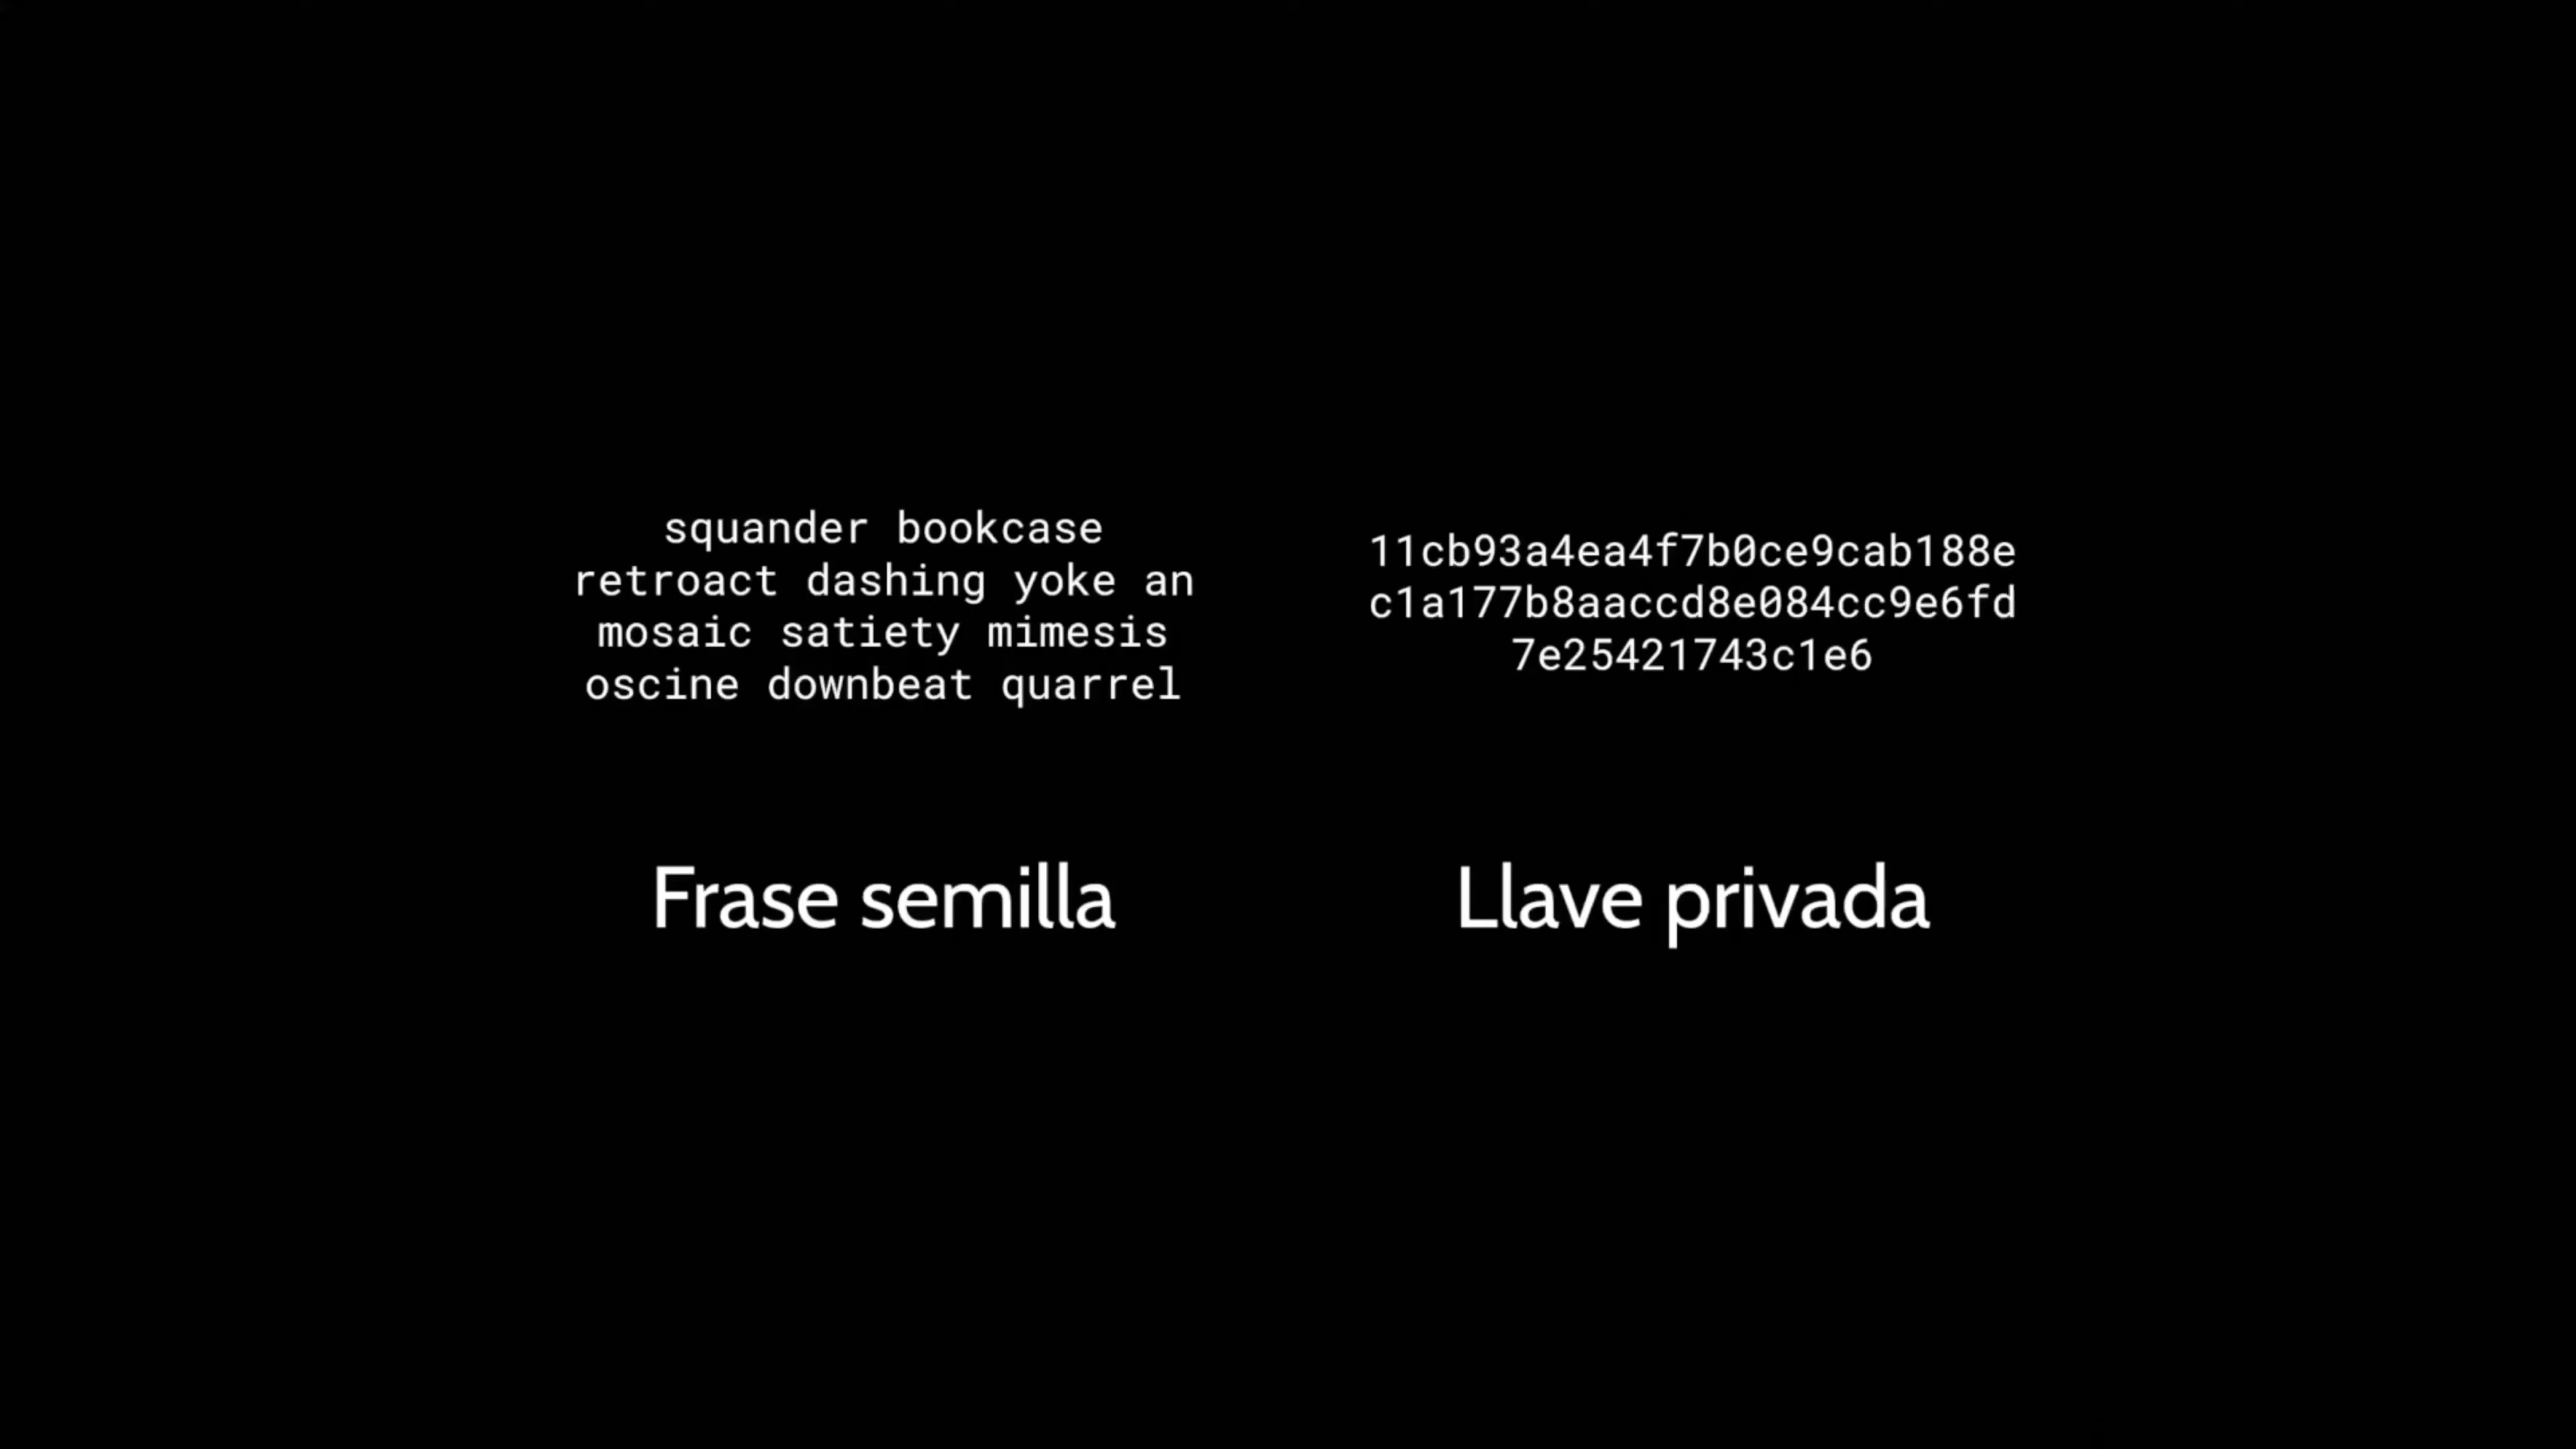 squander bookcase
retroact dashing yoke an
mosaic satiety mimesis
oscine downbeat quarrel
Frase semilla
11cb93a4ea4f7b0ce9cab188e
c1a177b8aaccd8e084cc9e6fd
7e25421743c1e6
Llave privada